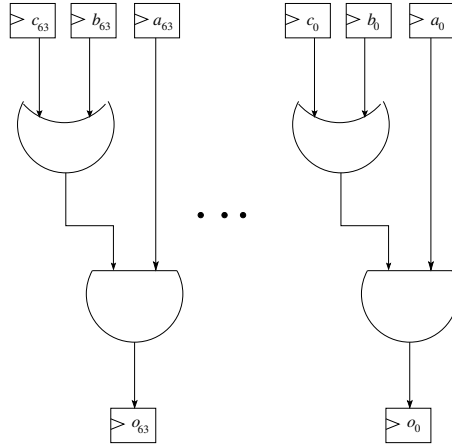 c₆₃ b₆₃ a₆₃ c₀ b₀ a₀
• • •
o₆₃ o₀